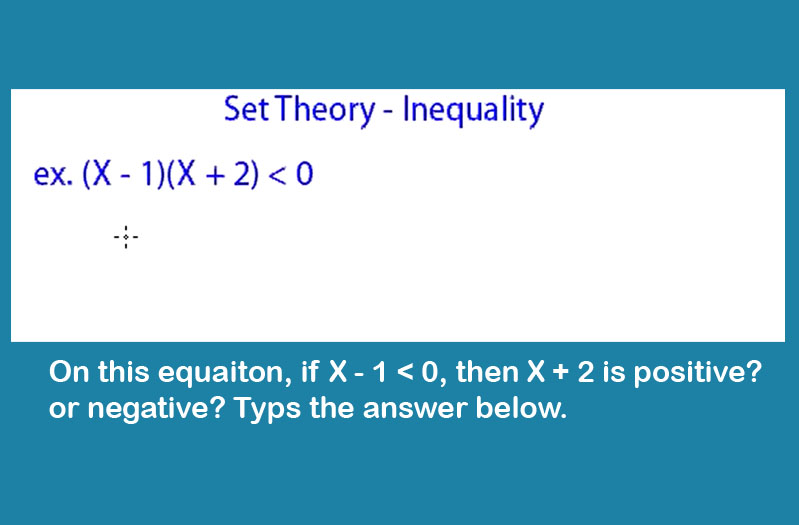 Set Theory - Inequality
ex. (X - 1)(X + 2) < 0
On this equaiton, if X - 1 < 0, then X + 2 is positive?
or negative? Typs the answer below.